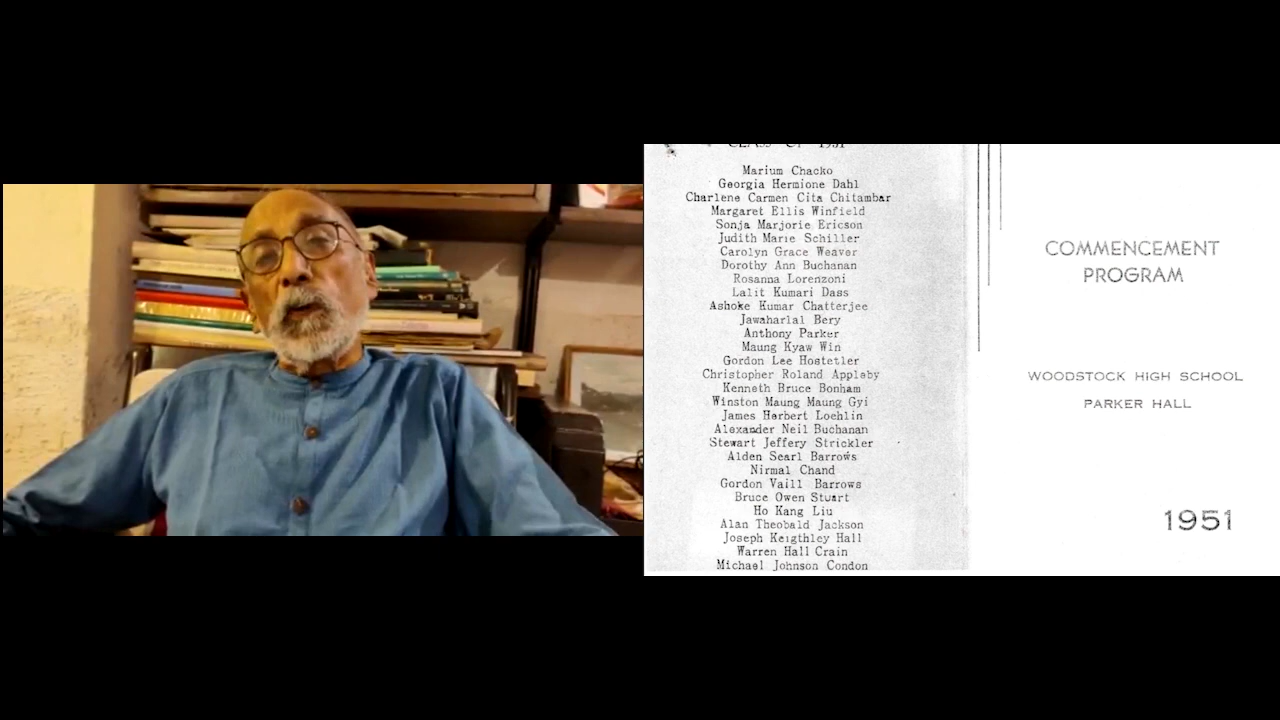 CLASS OF 1951
Marium Chacko
Georgia Hermione Dahl
Charlene Carmen Cita Chitambar
Margaret Ellis Winfield
Sonja Marjorie Ericson
Judith Marie Schiller
Carolyn Grace Weaver
Dorothy Ann Buchanan
Rosanna Lorenzoni
Lalit Kumari Dass
Ashoke Kumar Chatterjee
Jawaharlal Bery
Anthony Parker
Maung Kyaw Win
Gordon Lee Hostetler
Christopher Roland Appleby
Kenneth Bruce Bonham
Winston Maung Maung Gyi
James Herbert Loehlin
Alexander Neil Buchanan
Stewart Jeffery Strickler
Alden Searl Barrows
Nirmal Chand
Gordon Vaill Barrows
Bruce Owen Stuart
Ho Kang Liu
Alan Theobald Jackson
Joseph Keigthley Hall
Warren Hall Crain
Michael Johnson Condon
COMMENCEMENT
PROGRAM
WOODSTOCK HIGH SCHOOL
PARKER HALL
1951